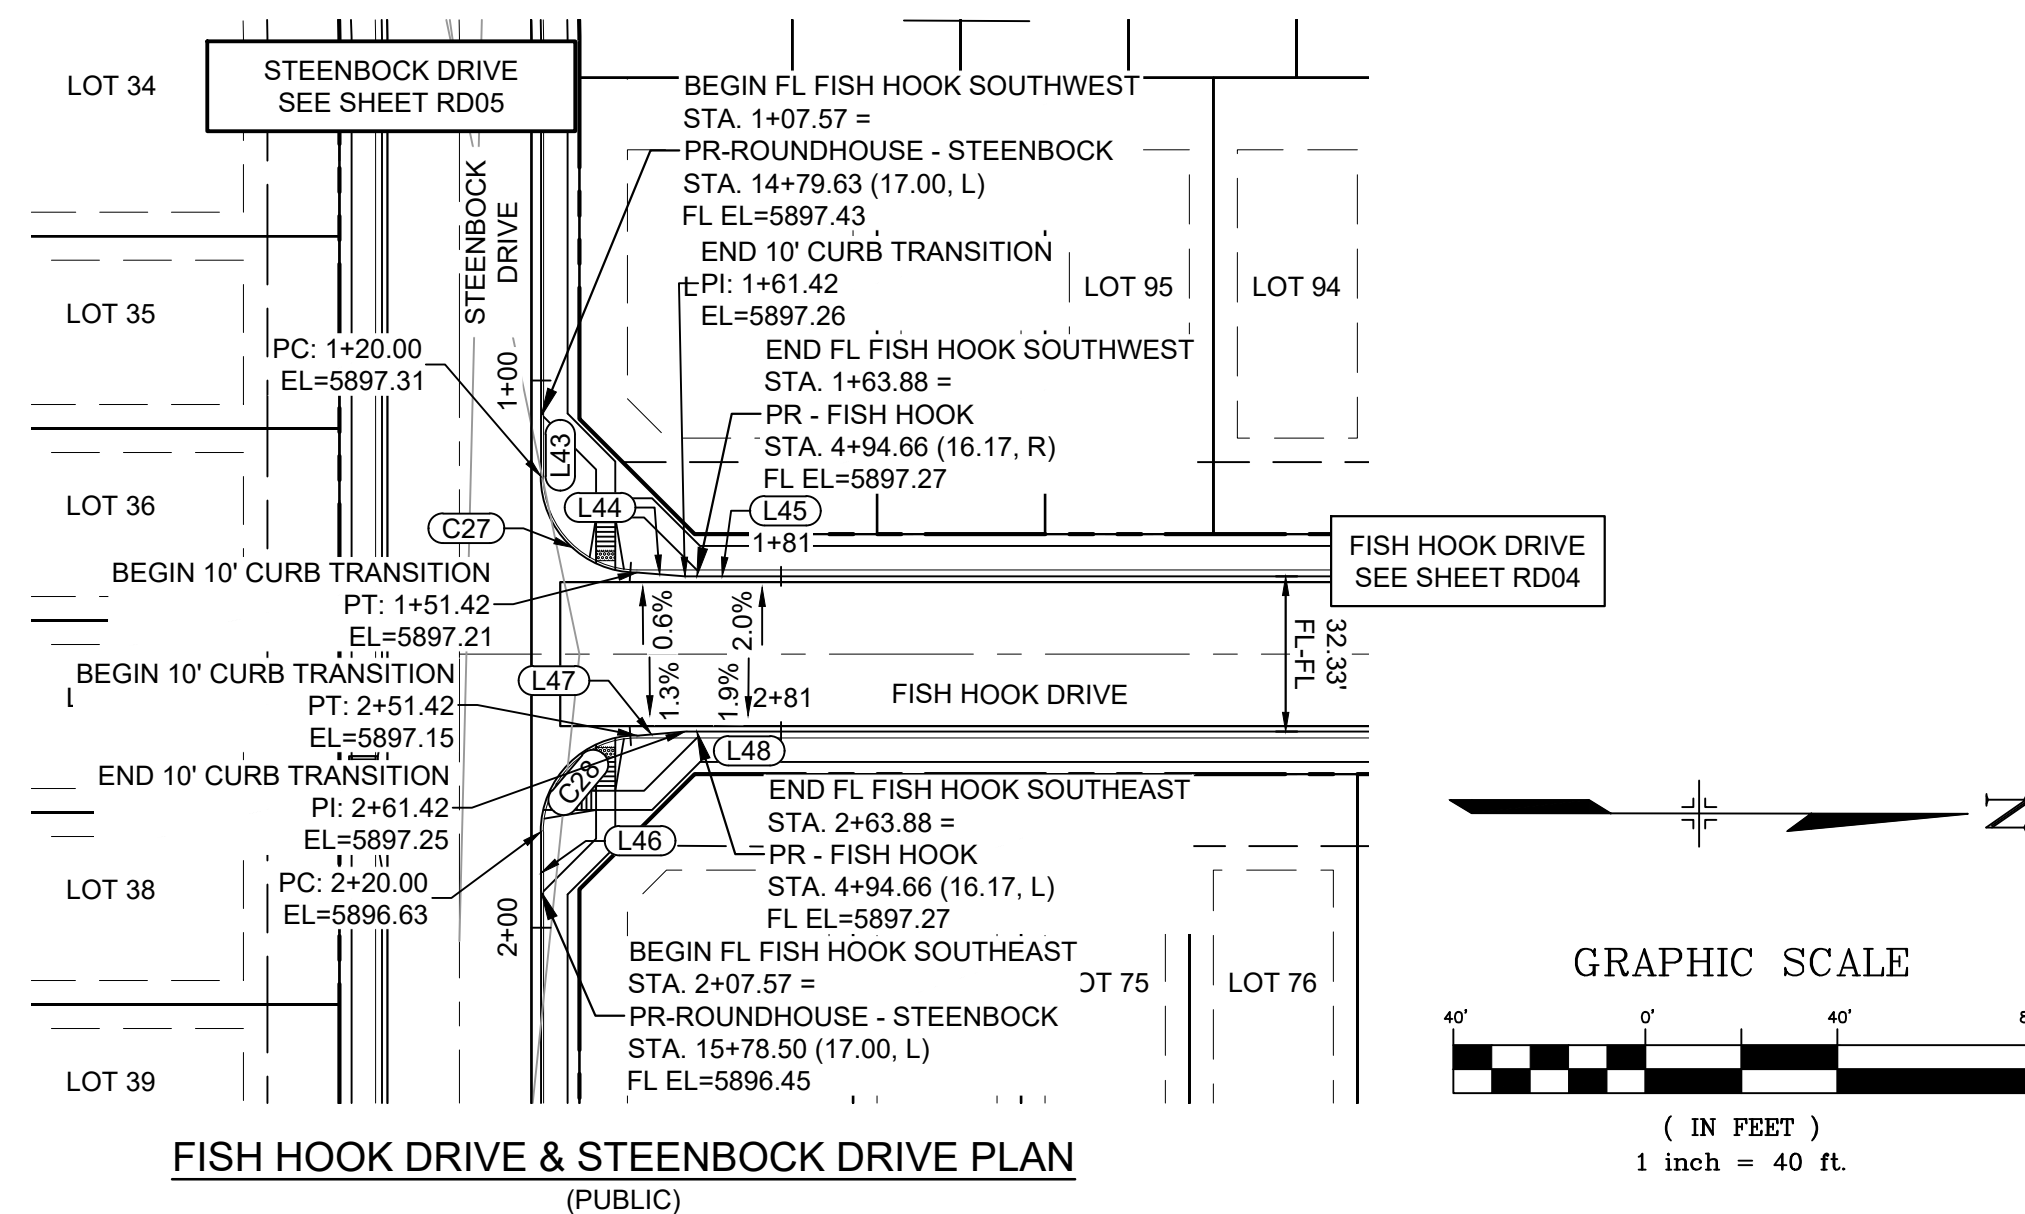 LOT 34
STEENBOCK DRIVE
SEE SHEET RD05
BEGIN FL FISH HOOK SOUTHWEST
STA. 1+07.57 =
PR-ROUNDHOUSE - STEENBOCK
STA. 14+79.63 (17.00, L)
FL EL=5897.43
END 10' CURB TRANSITION
PI: 1+61.42
EL=5897.26
LOT 95
LOT 94
STEENBOCK
DRIVE
LOT 35
PC: 1+20.00
EL=5897.31
1+00
END FL FISH HOOK SOUTHWEST
STA. 1+63.88 =
PR - FISH HOOK
STA. 4+94.66 (16.17, R)
FL EL=5897.27
L43
LOT 36
L44
L45
C27
1+81
FISH HOOK DRIVE
SEE SHEET RD04
BEGIN 10' CURB TRANSITION
PT: 1+51.42
EL=5897.21
0.6%
2.0%
32.33'
FL-FL
BEGIN 10' CURB TRANSITION
PT: 2+51.42
EL=5897.15
L47
1.3%
1.9%
2+81
FISH HOOK DRIVE
L48
END 10' CURB TRANSITION
PI: 2+61.42
EL=5897.25
C28
END FL FISH HOOK SOUTHEAST
STA. 2+63.88 =
PR - FISH HOOK
STA. 4+94.66 (16.17, L)
FL EL=5897.27
L46
LOT 38
PC: 2+20.00
EL=5896.63
2+00
BEGIN FL FISH HOOK SOUTHEAST
STA. 2+07.57 =
PR-ROUNDHOUSE - STEENBOCK
STA. 15+78.50 (17.00, L)
FL EL=5896.45
OT 75
LOT 76
LOT 39
N
GRAPHIC SCALE
40' 0' 40' 8
( IN FEET )
1 inch = 40 ft.
FISH HOOK DRIVE & STEENBOCK DRIVE PLAN
(PUBLIC)